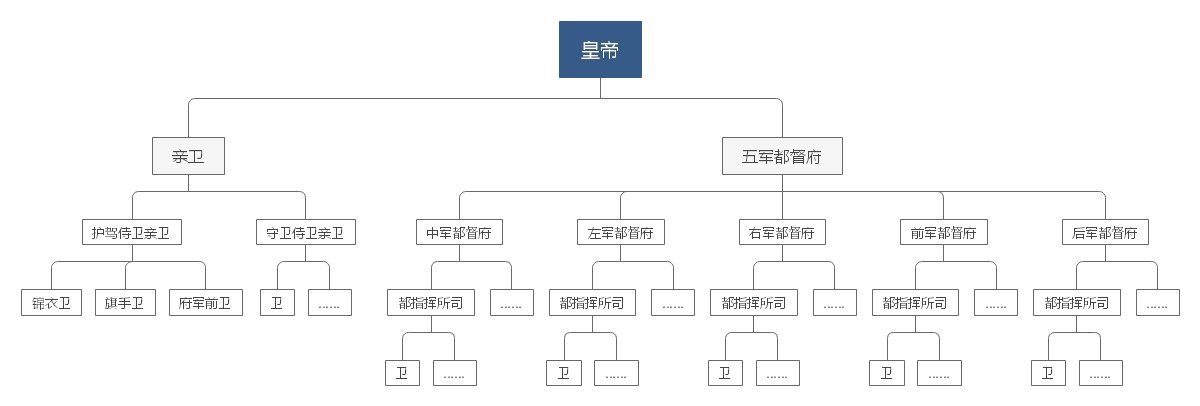 皇帝
亲卫
五军都督府
护驾侍卫亲卫
守卫侍卫亲卫
中军都督府
左军都督府
右军都督府
前军都督府
后军都督府
锦衣卫
旗手卫
府军前卫
卫
......
都指挥所司
......
都指挥所司
......
都指挥所司
......
都指挥所司
......
都指挥所司
......
卫
......
卫
......
卫
......
卫
......
卫
......